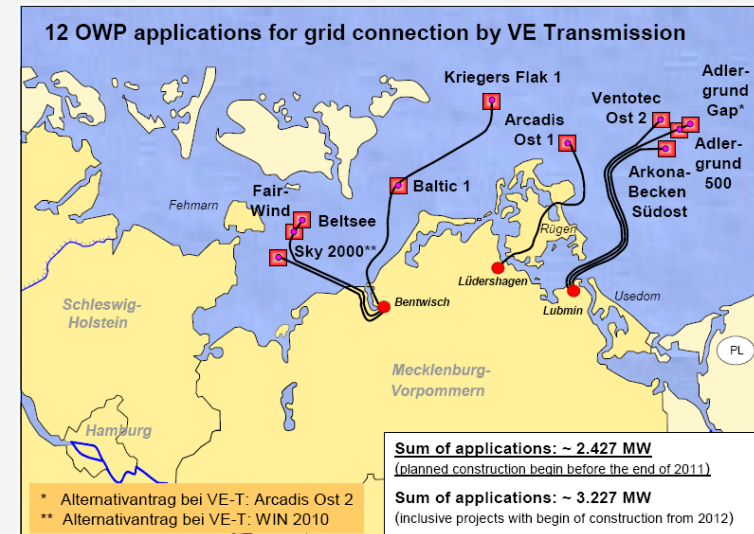 12 OWP applications for grid connection by VE Transmission
Kriegers Flak 1
Adler-
grund
Gap*
Ventotec
Ost 2
Arcadis
Ost 1
Adler-
grund
500
Arkona-
Becken
Südost
Baltic 1
Fair-
Wind
Beltsee
Sky 2000**
Fehmarn
Rügen
Lüdershagen
Usedom
Lubmin
Bentwisch
Schleswig-
Holstein
PL
Mecklenburg-
Vorpommern
Hamburg
Sum of applications: ~ 2.427 MW
(planned construction begin before the end of 2011)
Sum of applications: ~ 3.227 MW
(inclusive projects with begin of construction from 2012)
* Alternativantrag bei VE-T: Arcadis Ost 2
** Alternativantrag bei VE-T: WIN 2010